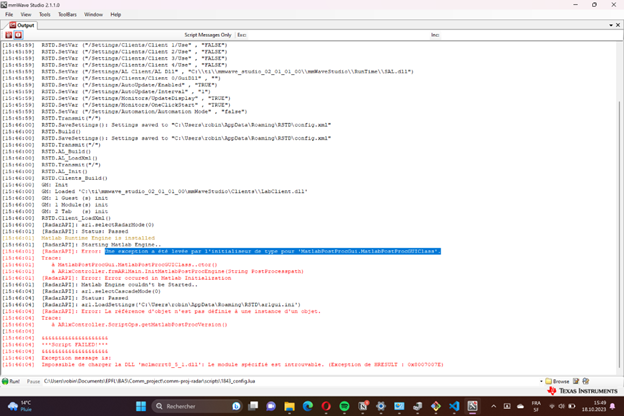 mmWave Studio 2.1.1.0
File View Tools ToolBars Window Help
Output
Script Messages Only Exc: Inc:
[15:45:59] RSTD.SetVar ("/Settings/Clients/Client 1/Use" , "FALSE")
[15:45:59] RSTD.SetVar ("/Settings/Clients/Client 2/Use" , "FALSE")
[15:45:59] RSTD.SetVar ("/Settings/Clients/Client 3/Use" , "FALSE")
[15:45:59] RSTD.SetVar ("/Settings/Clients/Client 4/Use" , "FALSE")
[15:45:59] RSTD.SetVar ("/Settings/AL Client/AL Dll" , "C:\\ti\\mmwave_studio_02_01_01_00\\mmWaveStudio\\RunTime\\SAL.dll")
[15:45:59] RSTD.SetVar ("/Settings/Clients/Client 0/GuiDll" , "")
[15:45:59] RSTD.SetVar ("/Settings/AutoUpdate/Enabled" , "TRUE")
[15:45:59] RSTD.SetVar ("/Settings/AutoUpdate/Interval" , "1")
[15:45:59] RSTD.SetVar ("/Settings/Monitors/UpdateDisplay" , "TRUE")
[15:45:59] RSTD.SetVar ("/Settings/Monitors/OneClickStart" , "TRUE")
[15:45:59] RSTD.SetVar ("/Settings/Automation/Automation Mode" , "false")
[15:45:59] RSTD.Transmit("/")
[15:46:00] RSTD.SaveSettings(): Settings saved to "C:\Users\robin\AppData\Roaming\RSTD\config.xml"
[15:46:00] RSTD.Build()
[15:46:00] RSTD.SaveSettings(): Settings saved to "C:\Users\robin\AppData\Roaming\RSTD\config.xml"
[15:46:00] RSTD.Transmit("/")
[15:46:00] RSTD.AL_Build()
[15:46:00] RSTD.AL_LoadXml()
[15:46:00] RSTD.Transmit("/")
[15:46:00] RSTD.AL_Init()
[15:46:00] RSTD.Clients_Build()
[15:46:00] GM: Init
[15:46:00] GM: Loaded 'C:\ti\mmwave_studio_02_01_01_00\mmWaveStudio\Clients\\LabClient.dll'
[15:46:00] GM: 1 Guest (s) init
[15:46:00] GM: 1 Module(s) init
[15:46:00] GM: 2 Tab (s) init
[15:46:00] RSTD.Client_LoadXml()
[15:46:00] [RadarAPI]: ar1.selectRadarMode(0)
[15:46:00] [RadarAPI]: Status: Passed
[15:46:00] Matlab Runtime Engine is installed
[15:46:00] [RadarAPI]: Starting Matlab Engine..
[15:46:01] [RadarAPI]: Error: Une exception a été levée par l'initialiseur de type pour 'MatlabPostProcGui.MatlabPostProcGUIClass'.
[15:46:01] Trace:
[15:46:01] à MatlabPostProcGui.MatlabPostProcGUIClass..ctor()
[15:46:01] à AR1xController.frmAR1Main.InitMatlabPostProcEngine(String PostProcesspath)
[15:46:01] [RadarAPI]: Error: Error occured in Matlab Initialization
[15:46:01] [RadarAPI]: Matlab Engine couldn't be Started..
[15:46:04] [RadarAPI]: ar1.selectCascadeMode(0)
[15:46:04] [RadarAPI]: Status: Passed
[15:46:04] [RadarAPI]: ar1.LoadSettings('C:\Users\robin\AppData\Roaming\RSTD\ar1gui.ini')
[15:46:04] [RadarAPI]: Error: La référence d'objet n'est pas définie à une instance d'un objet.
[15:46:04] Trace:
[15:46:04] à AR1xController.ScriptOps.getMatlabPostProcVersion()
[15:46:04]
[15:46:04] &&&&&&&&&&&&&&&&&&&&
[15:46:04] ***Script FAILED!***
[15:46:04] &&&&&&&&&&&&&&&&&&&&
[15:46:04] Exception message is:
[15:46:04] Impossible de charger la DLL 'mclmcrrt8_5_1.dll': Le module spécifié est introuvable. (Exception de HRESULT : 0x8007007E)
Run! Pause C:\Users\robin\Documents\EPFL\BA5\Comm_project\comm-proj-radar\scripts\1843_config.lua Browse
TEXAS INSTRUMENTS
14°C
Pluie
Rechercher
FRA
SF
15:49
18.10.2023